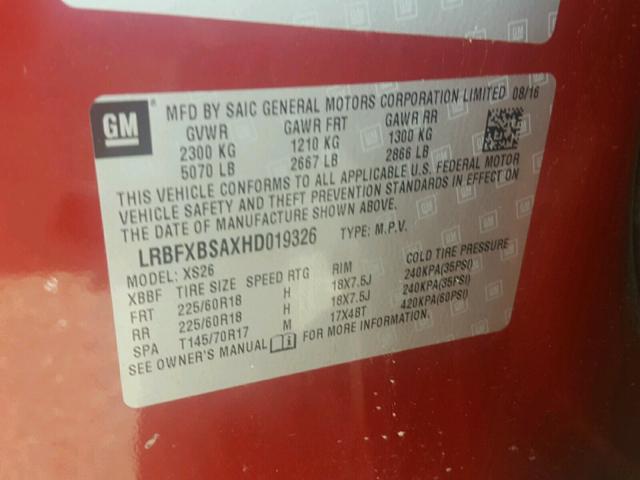 GM
MFD BY SAIC GENERAL MOTORS CORPORATION LIMITED 08/16
GVWR GAWR FRT GAWR RR
2300 KG 1210 KG 1300 KG
5070 LB 2667 LB 2866 LB
THIS VEHICLE CONFORMS TO ALL APPLICABLE U.S. FEDERAL MOTOR
VEHICLE SAFETY AND THEFT PREVENTION STANDARDS IN EFFECT ON
THE DATE OF MANUFACTURE SHOWN ABOVE.
LRBFXBSAXHD019326 TYPE: M.P.V.
MODEL: XS26
XBBF TIRE SIZE SPEED RTG RIM COLD TIRE PRESSURE
FRT 225/60R18 H 18X7.5J 240KPA(35PSI)
RR 225/60R18 H 18X7.5J 240KPA(35PSI)
SPA T145/70R17 M 17X4BT 420KPA(60PSI)
SEE OWNER'S MANUAL FOR MORE INFORMATION.